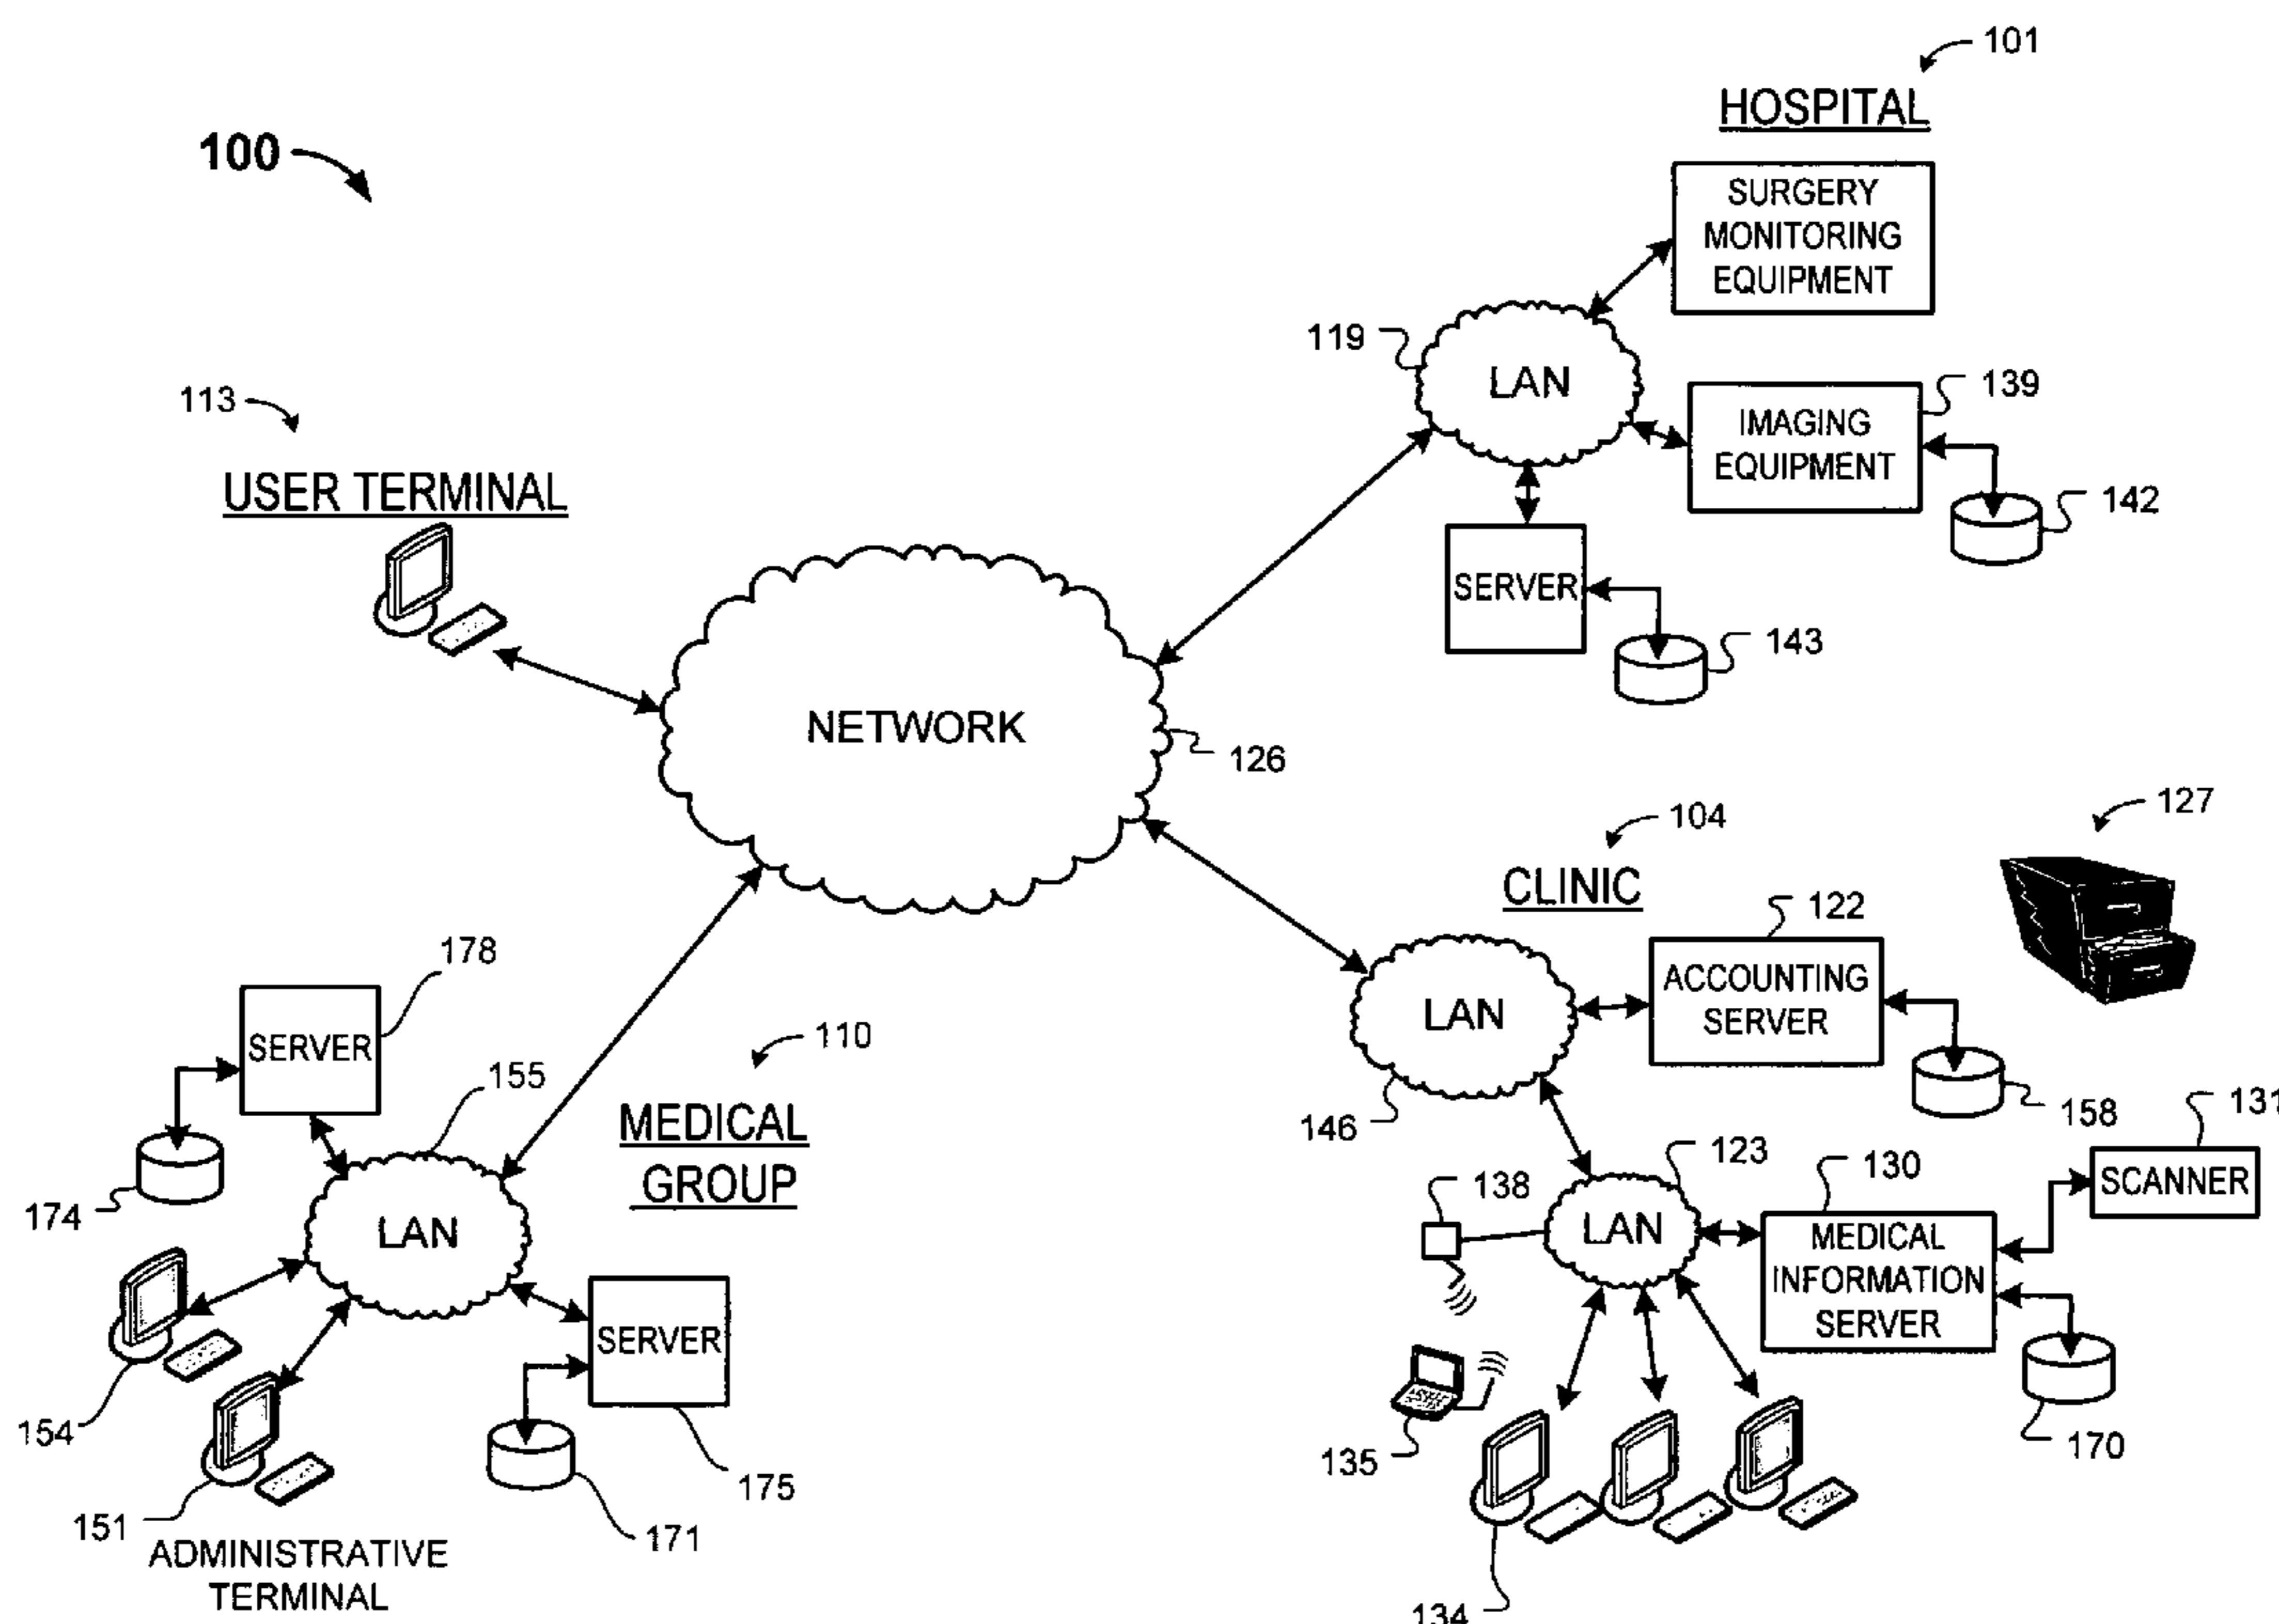 100
101
HOSPITAL
SURGERY
MONITORING
EQUIPMENT
119
LAN
139
IMAGING
EQUIPMENT
142
SERVER
143
113
USER TERMINAL
NETWORK
126
104
CLINIC
127
122
ACCOUNTING
SERVER
LAN
146
158
131
SCANNER
123
130
138
LAN
MEDICAL
INFORMATION
SERVER
170
135
134
178
SERVER
110
155
MEDICAL
GROUP
174
LAN
SERVER
154
175
151
171
ADMINISTRATIVE
TERMINAL